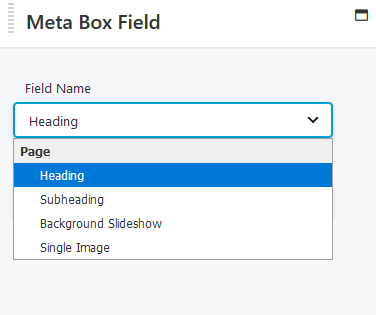 Meta Box Field
Field Name
Heading
Page
Heading
Subheading
Background Slideshow
Single Image